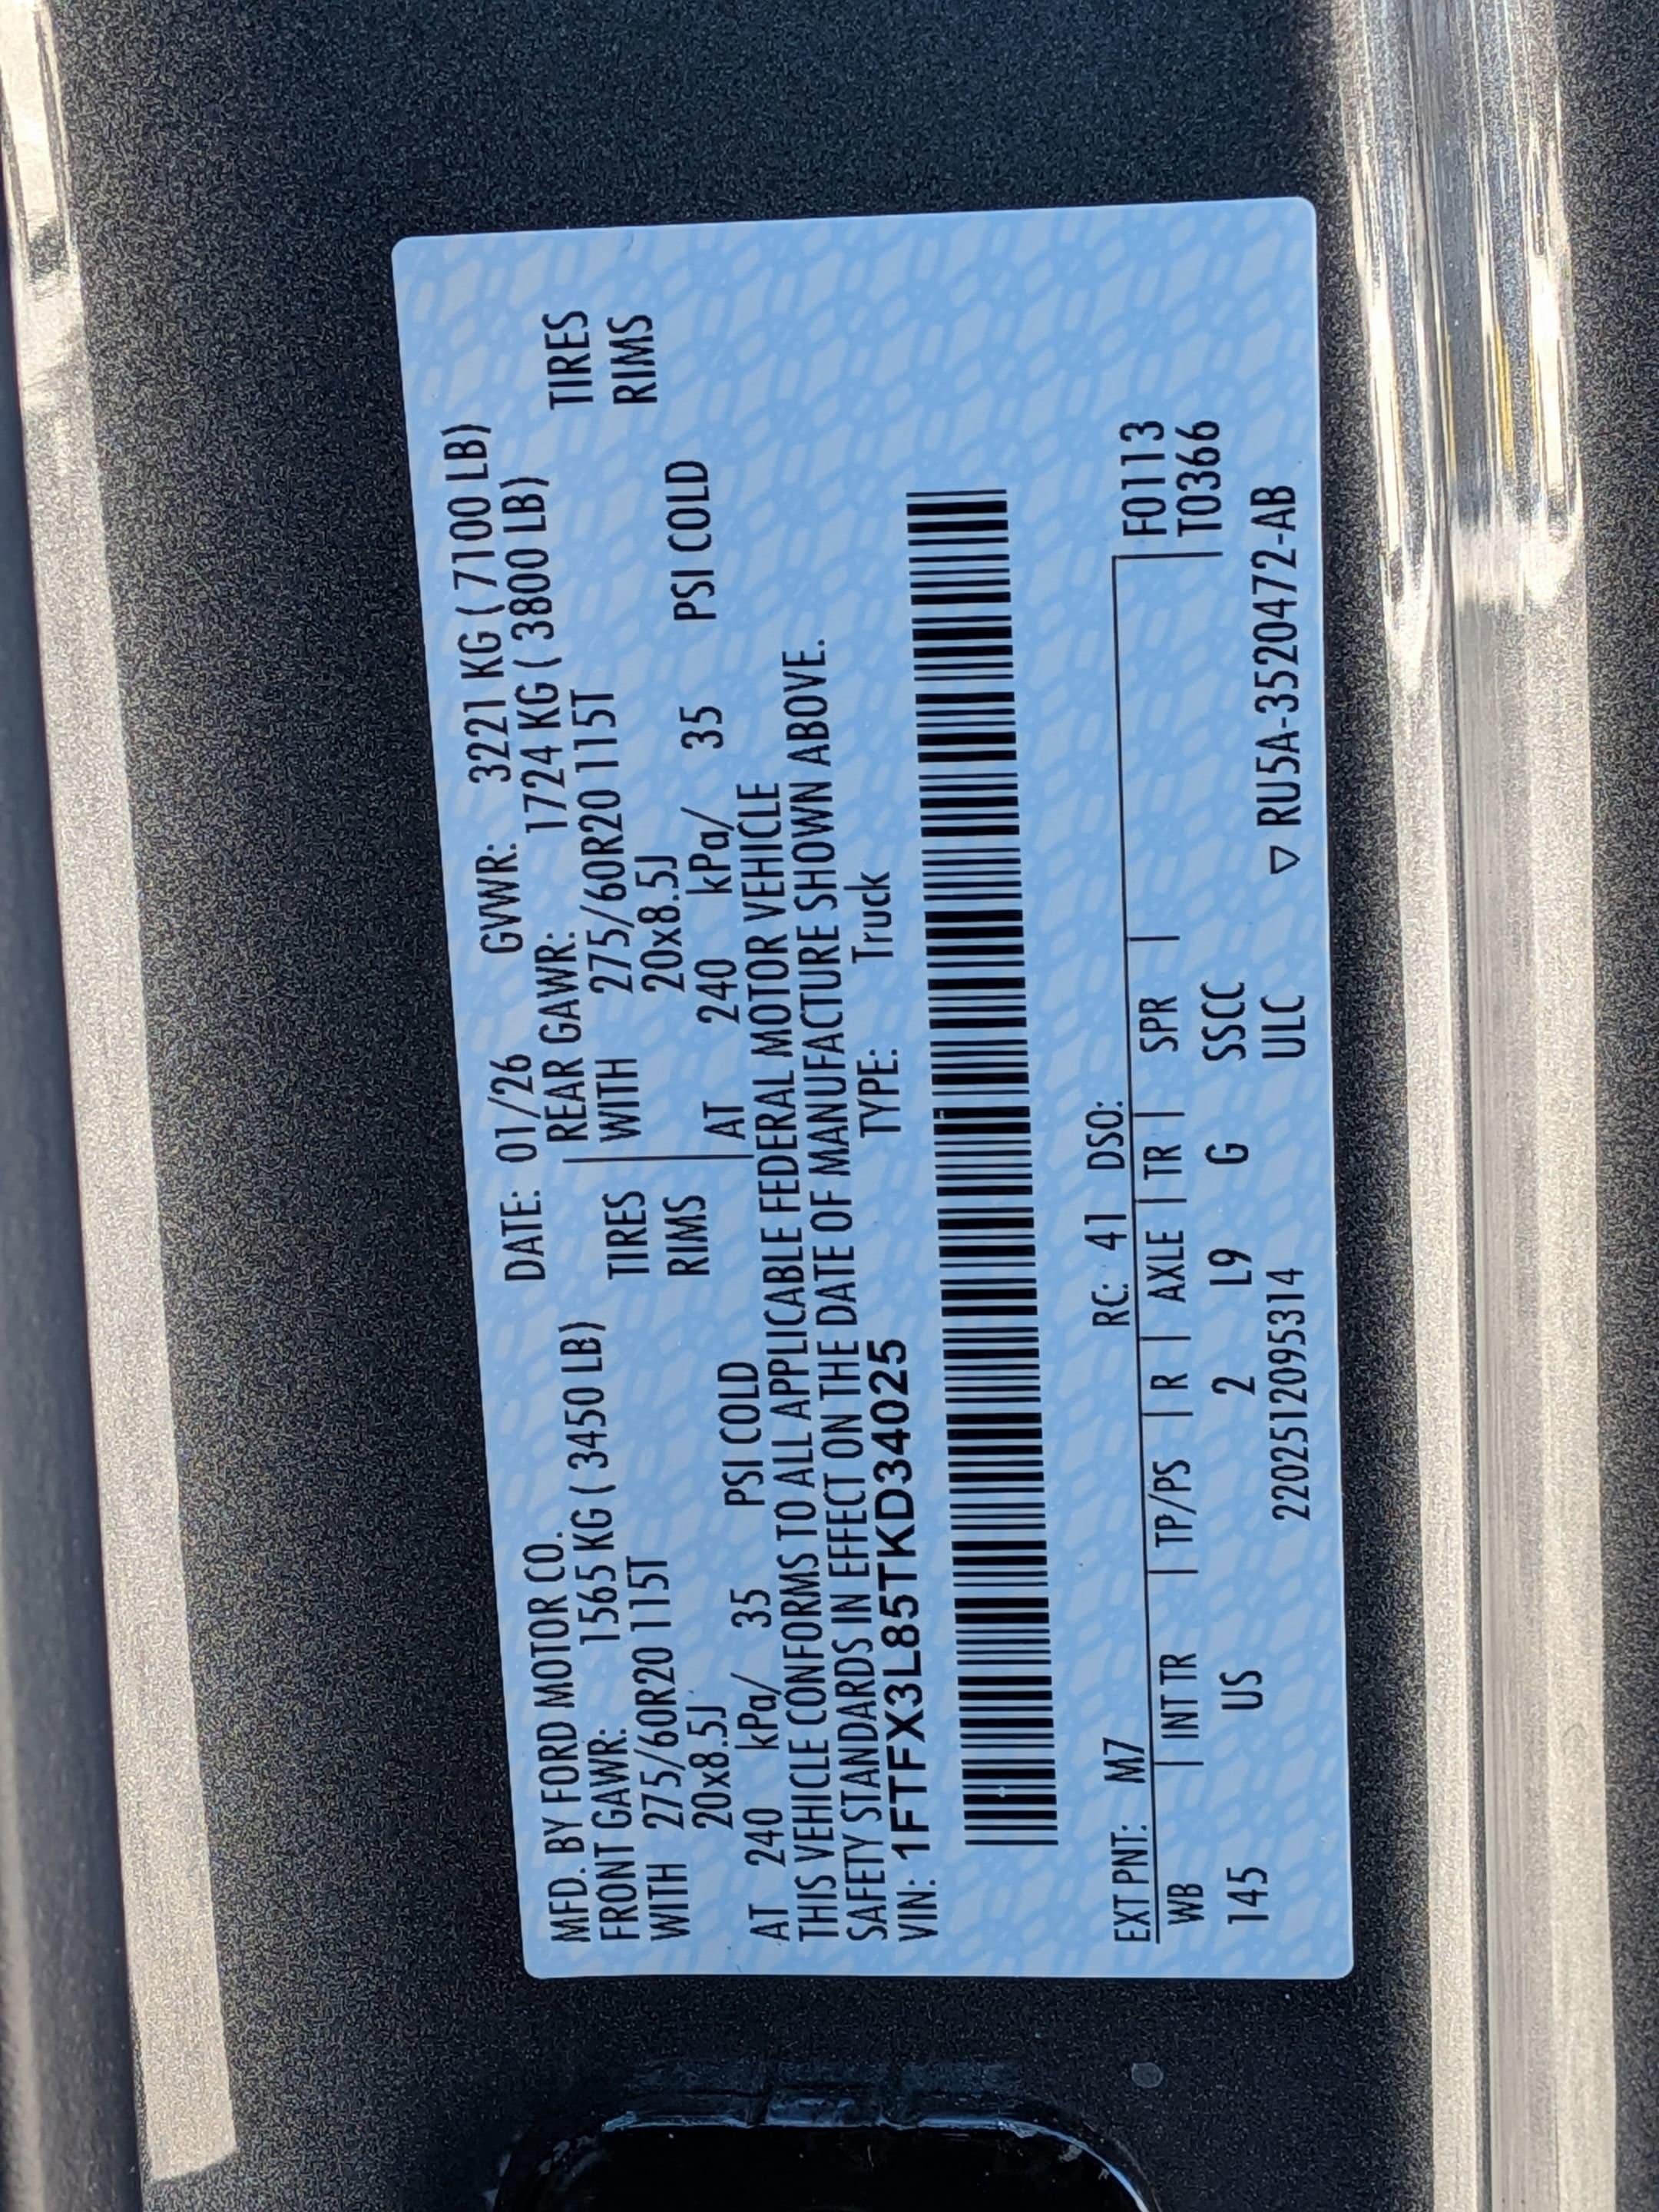 MFD. BY FORD MOTOR CO. DATE: 01/26 GVWR: 3221 KG ( 7100 LB)
FRONT GAWR: 1565 KG ( 3450 LB) REAR GAWR: 1724 KG ( 3800 LB)
WITH 275/60R20 115T TIRES WITH 275/60R20 115T TIRES
20x8.5J RIMS 20x8.5J RIMS
AT 240 kPa/ 35 PSI COLD AT 240 kPa/ 35 PSI COLD
THIS VEHICLE CONFORMS TO ALL APPLICABLE FEDERAL MOTOR VEHICLE
SAFETY STANDARDS IN EFFECT ON THE DATE OF MANUFACTURE SHOWN ABOVE.
VIN: 1FTFX3L85TKD34025 TYPE: Truck
EXT PNT: M7 RC: 41 DSO:
WB | INT TR | TP/PS | R | AXLE | TR | SPR | F0113
T0366
145 US 2 L9 G SSCC
2202512095314 ULC ▽ RU5A-3520472-AB